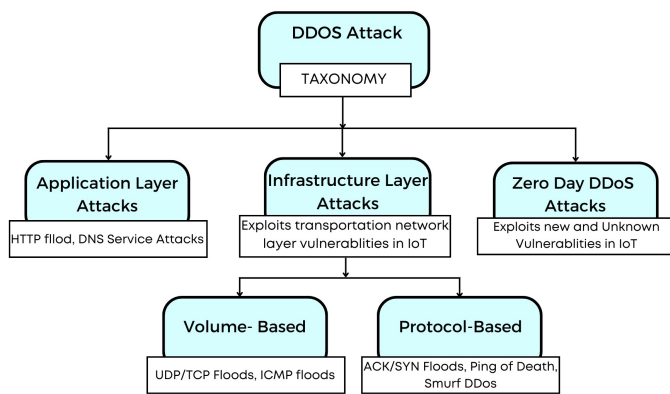 DDOS Attack
TAXONOMY
Application Layer
Attacks
HTTP fllod, DNS Service Attacks
Infrastructure Layer
Attacks
Exploits transportation network
layer vulnerablities in IoT
Zero Day DDoS
Attacks
Exploits new and Unknown
Vulnerablities in IoT
Volume- Based
UDP/TCP Floods, ICMP floods
Protocol-Based
ACK/SYN Floods, Ping of Death,
Smurf DDos